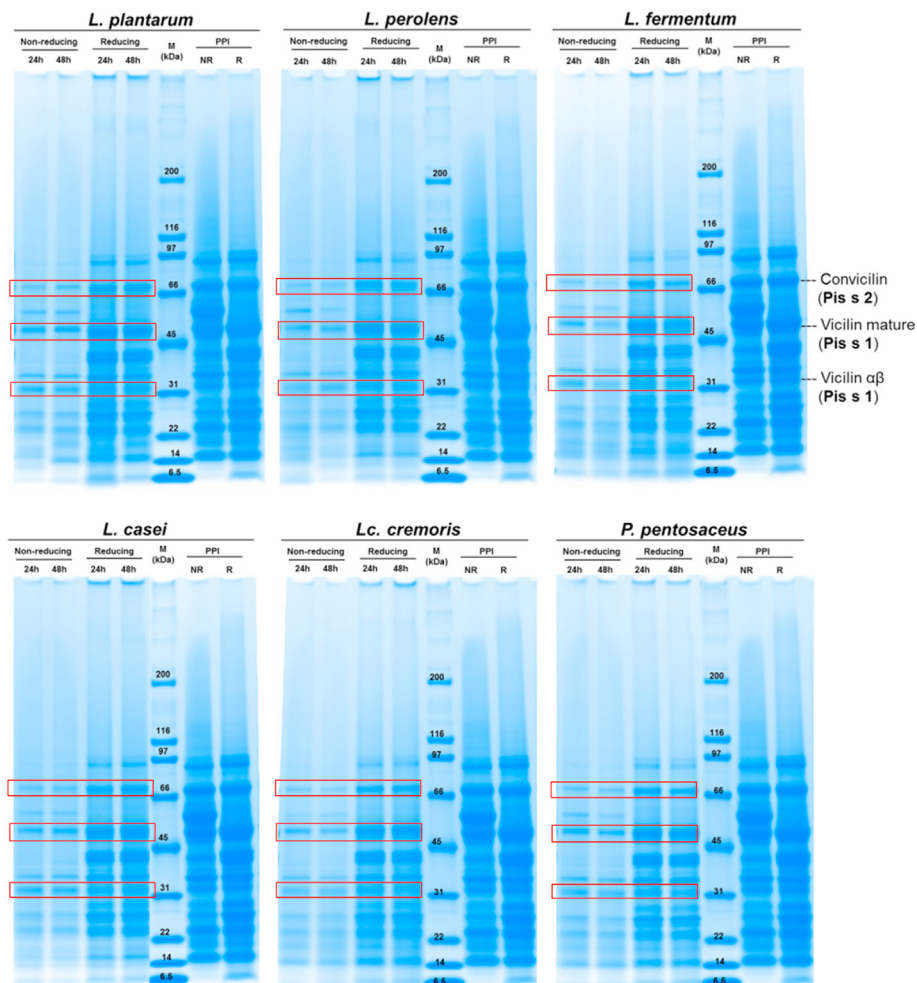 L. plantarum
Non-reducing Reducing M (kDa) PPI
24h 48h 24h 48h NR R
200
116
97
66
45
31
22
14
6.5
L. perolens
Non-reducing Reducing M (kDa) PPI
24h 48h 24h 48h NR R
200
116
97
66
45
31
22
14
6.5
L. fermentum
Non-reducing Reducing M (kDa) PPI
24h 48h 24h 48h NR R
200
116
97
66
45
31
22
14
6.5
Convicilin
(Pis s 2)
Vicilin mature
(Pis s 1)
Vicilin αβ
(Pis s 1)
L. casei
Non-reducing Reducing M (kDa) PPI
24h 48h 24h 48h NR R
200
116
97
66
45
31
22
14
6.5
Lc. cremoris
Non-reducing Reducing M (kDa) PPI
24h 48h 24h 48h NR R
200
116
97
66
45
31
22
14
6.5
P. pentosaceus
Non-reducing Reducing M (kDa) PPI
24h 48h 24h 48h NR R
200
116
97
66
45
31
22
14
6.5